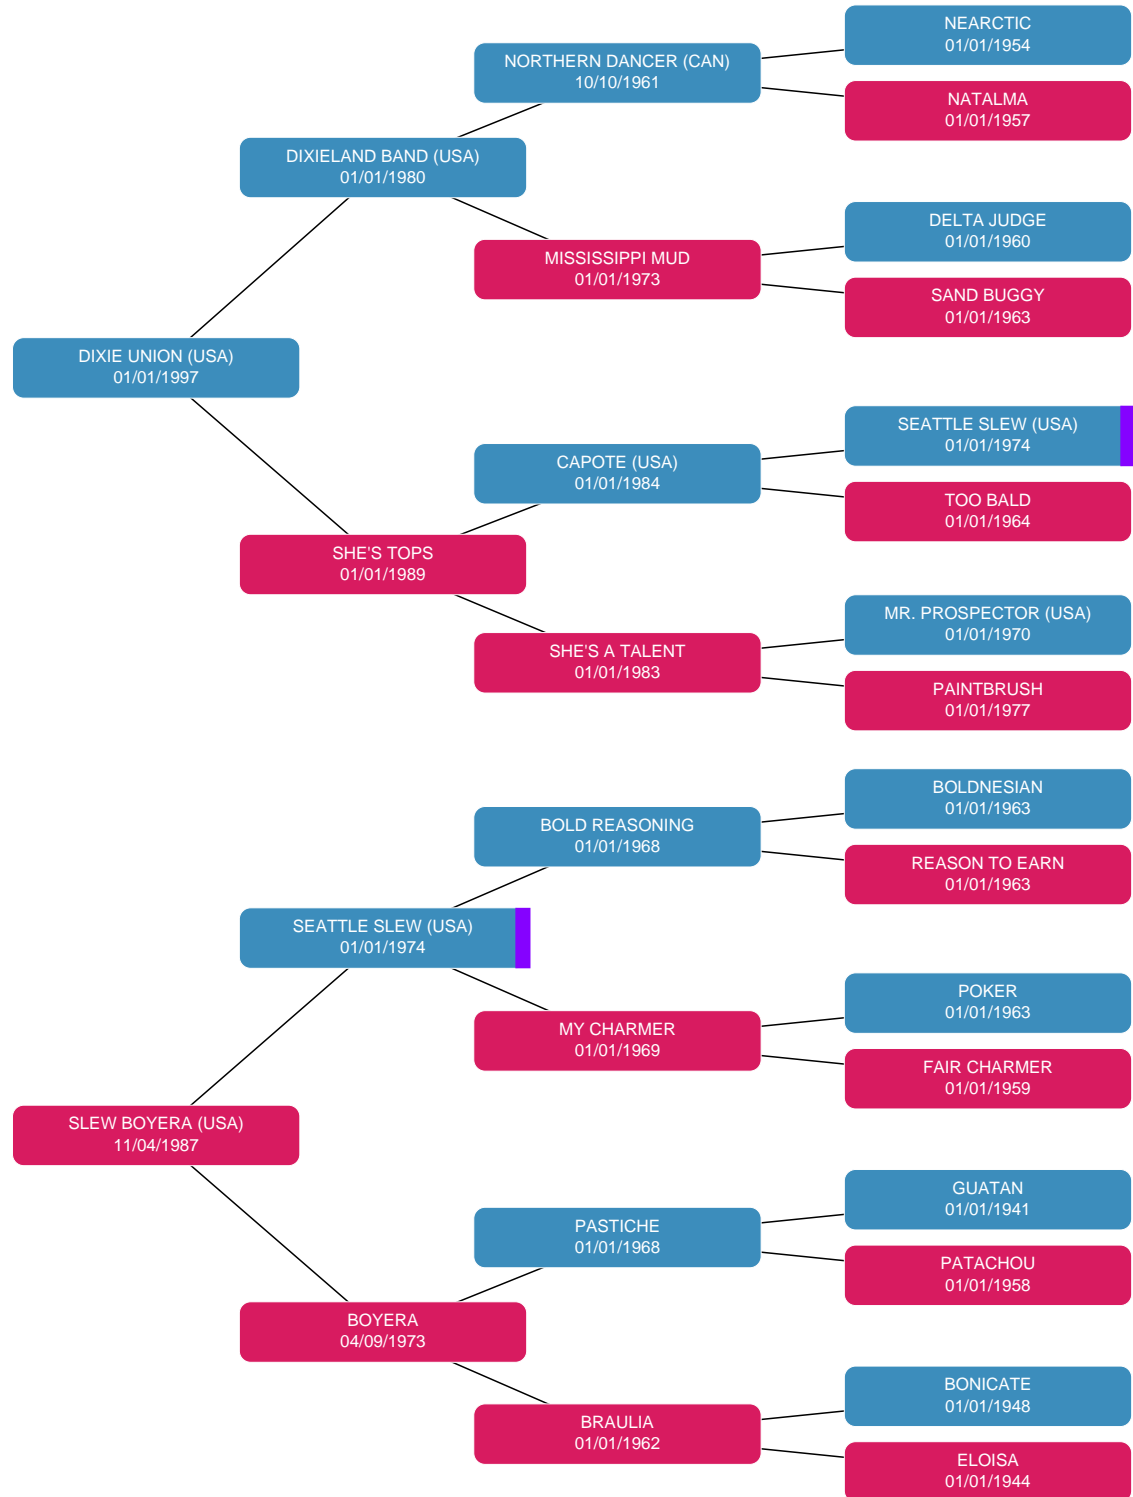 NEARCTIC
01/01/1954
NORTHERN DANCER (CAN)
10/10/1961
NATALMA
01/01/1957
DIXIELAND BAND (USA)
01/01/1980
DELTA JUDGE
01/01/1960
MISSISSIPPI MUD
01/01/1973
SAND BUGGY
01/01/1963
DIXIE UNION (USA)
01/01/1997
SEATTLE SLEW (USA)
01/01/1974
CAPOTE (USA)
01/01/1984
TOO BALD
01/01/1964
SHE'S TOPS
01/01/1989
MR. PROSPECTOR (USA)
01/01/1970
SHE'S A TALENT
01/01/1983
PAINTBRUSH
01/01/1977
BOLDNESIAN
01/01/1963
BOLD REASONING
01/01/1968
REASON TO EARN
01/01/1963
SEATTLE SLEW (USA)
01/01/1974
POKER
01/01/1963
MY CHARMER
01/01/1969
FAIR CHARMER
01/01/1959
SLEW BOYERA (USA)
11/04/1987
GUATAN
01/01/1941
PASTICHE
01/01/1968
PATACHOU
01/01/1958
BOYERA
04/09/1973
BONICATE
01/01/1948
BRAULIA
01/01/1962
ELOISA
01/01/1944